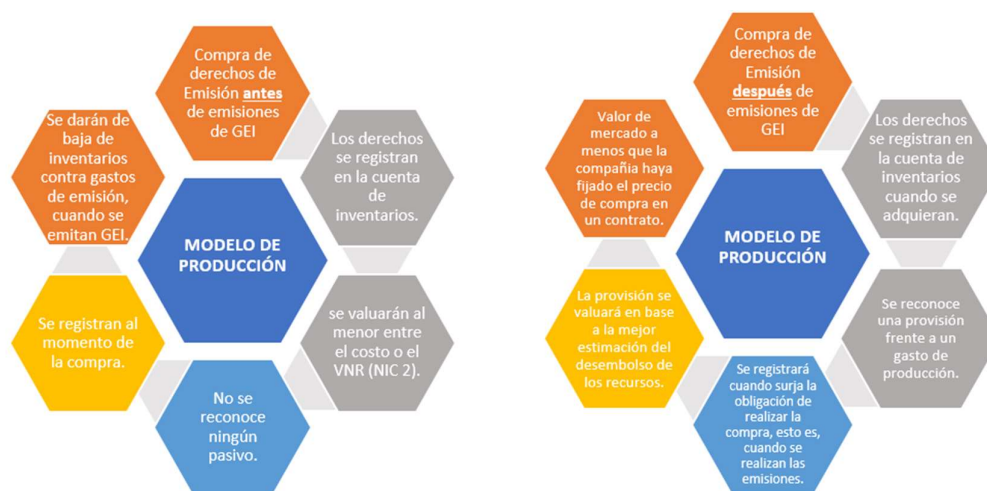 Compra de
derechos de
Emisión antes
de emisiones
de GEI
Los derechos
se registran
en la cuenta
de
inventarios.
se valuarán al
menor entre
el costo o el
VNR (NIC 2).
No se
reconoce
ningún
pasivo.
Se registran al
momento de
la compra.
Se darán de
baja de
inventarios
contra gastos
de emisión,
cuando se
emitan GEI.
MODELO DE
PRODUCCIÓN
Compra de
derechos de
Emisión
después de
emisiones de
GEI
Los derechos
se registran en
la cuenta de
inventarios
cuando se
adquieran.
Se reconoce
una provisión
frente a un
gasto de
producción.
Se registrará
cuando surja la
obligación de
realizar la
compra, esto es,
cuando se
realizan las
emisiones.
La provisión se
valuará en base
a la mejor
estimación del
desembolso de
los recursos.
Valor de
mercado a
menos que la
compañia haya
fijado el precio
de compra en
un contrato.
MODELO DE
PRODUCCIÓN